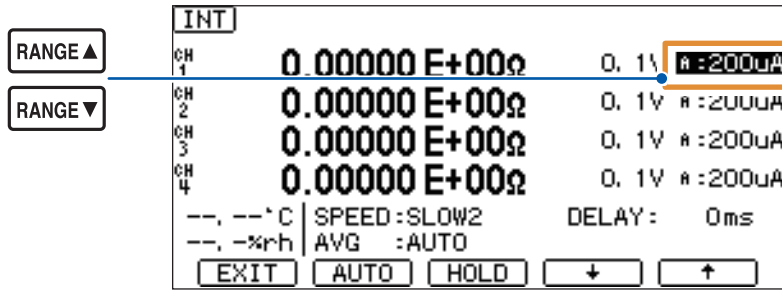 INT
RANGE▲
RANGE▼
CH 1 0.00000 E+00Ω 0. 1V A:200uA
CH 2 0.00000 E+00Ω 0. 1V A:200uA
CH 3 0.00000 E+00Ω 0. 1V A:200uA
CH 4 0.00000 E+00Ω 0. 1V A:200uA
--. --°C SPEED:SLOW2 DELAY: 0ms
--. -%rh AVG :AUTO
EXIT AUTO HOLD ↓ ↑